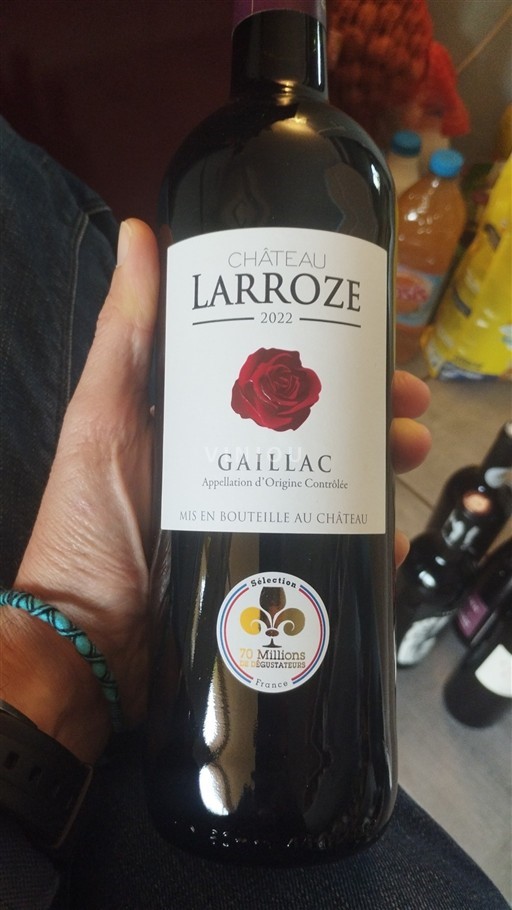 CHÂTEAU
LARROZE
2022
GAILLAC
Appellation d'Origine Contrôlée
MIS EN BOUTEILLE AU CHÂTEAU
Sélection
70 Millions
DE DÉGUSTATEURS
France